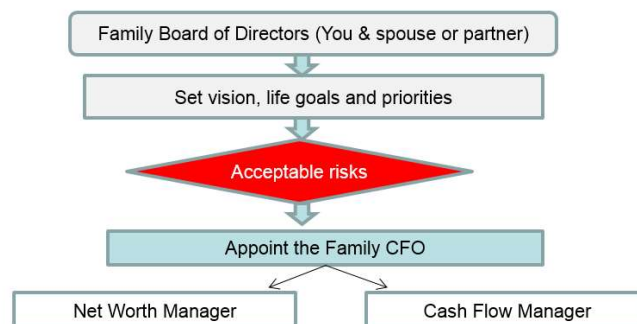 Family Board of Directors (You & spouse or partner)
Set vision, life goals and priorities
Acceptable risks
Appoint the Family CFO
Net Worth Manager
Cash Flow Manager